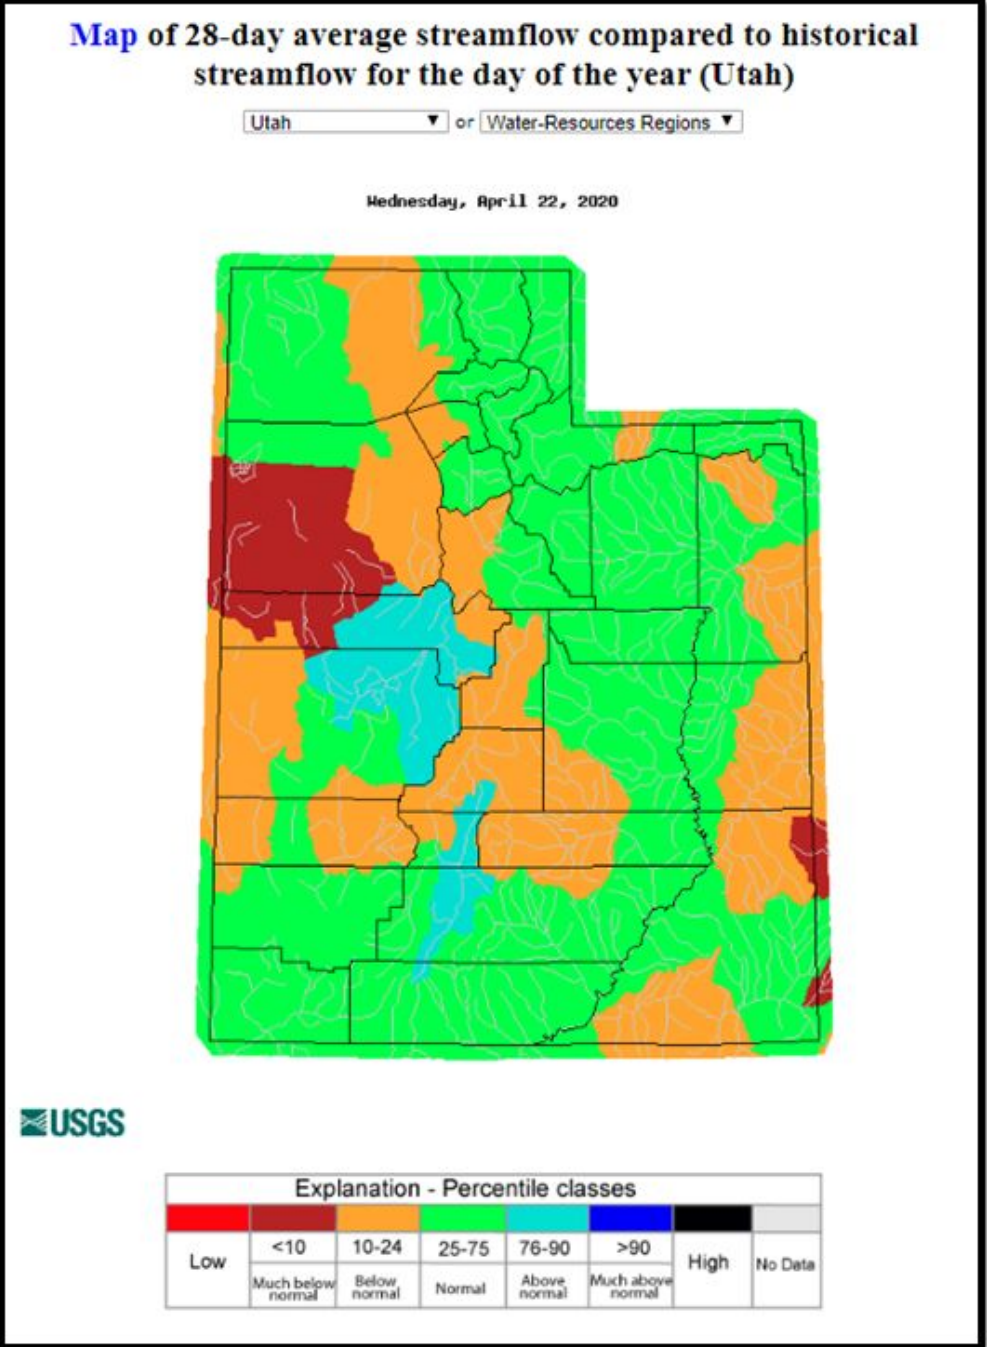 Map of 28-day average streamflow compared to historical
streamflow for the day of the year (Utah)
Utah ▼ or Water-Resources Regions ▼
Wednesday, April 22, 2020
USGS
Explanation - Percentile classes
Low <10 10-24 25-75 76-90 >90 High No Data
Much below normal Below normal Normal Above normal Much above normal